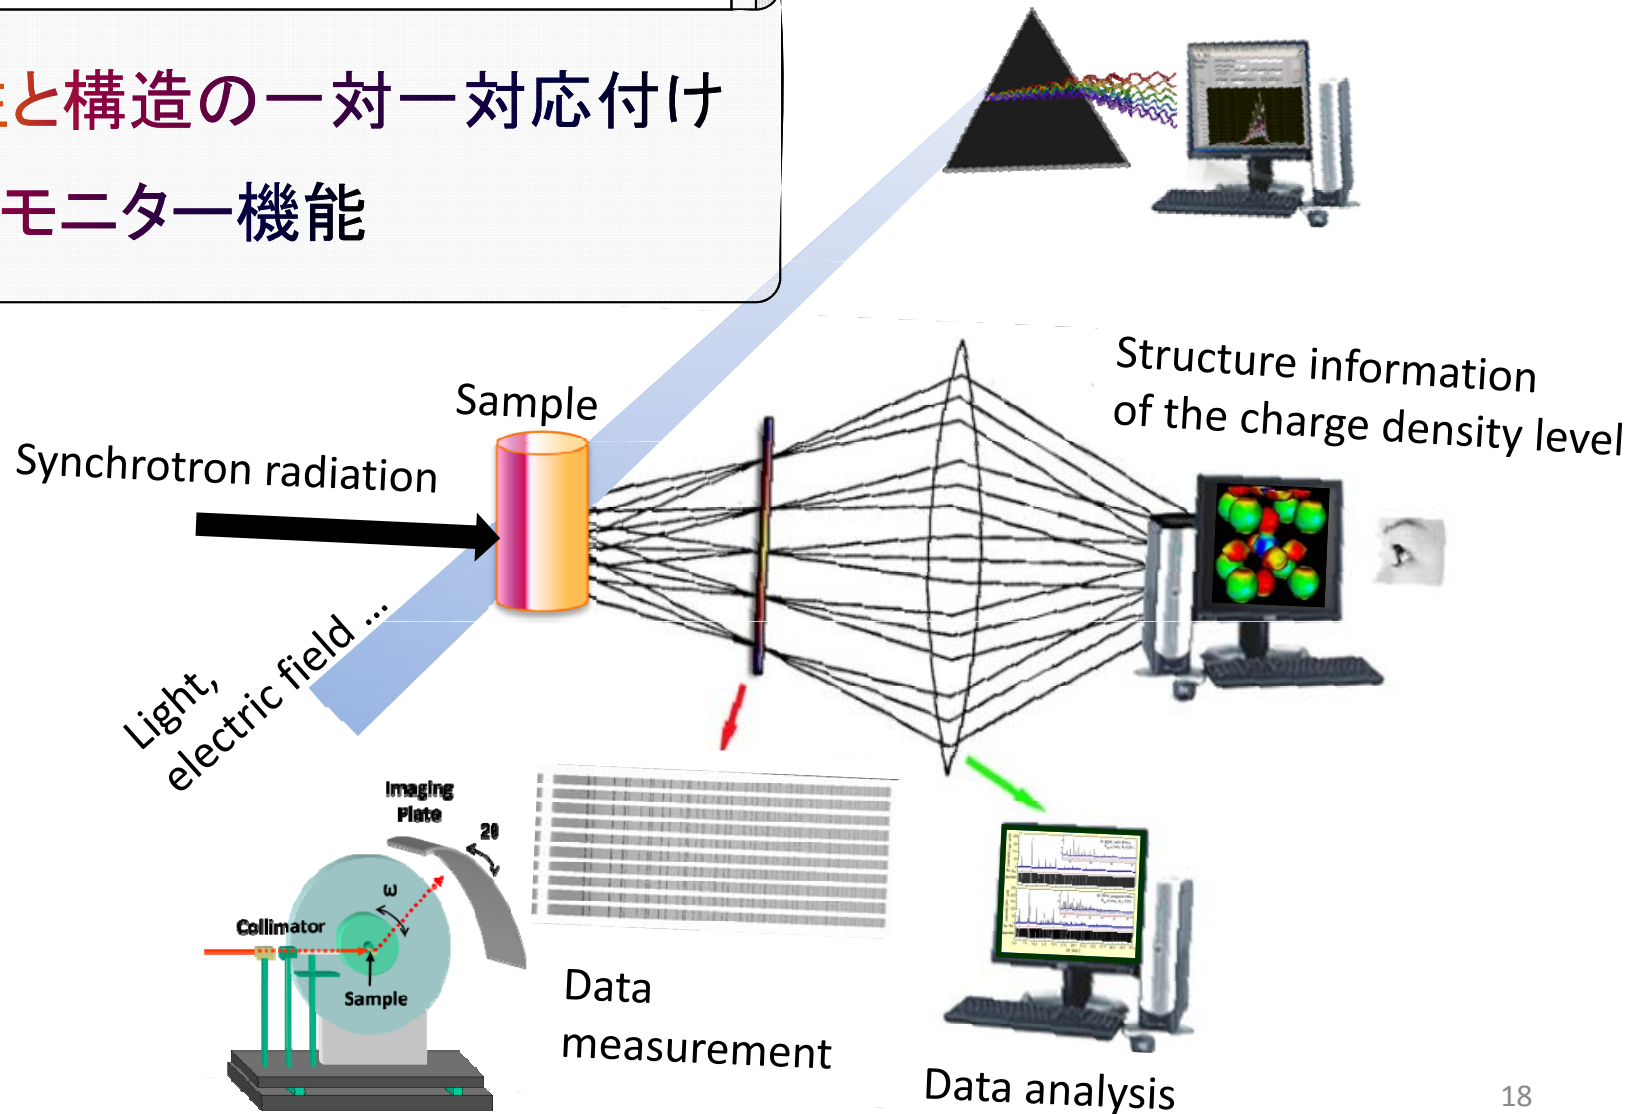 と構造の一対一対応付け
モニター機能
Sample
Synchrotron radiation
Structure information
of the charge density level
Light,
electric field ...
Imaging
Plate
2θ
ω
Collimator
Sample
Data
measurement
Data analysis
18